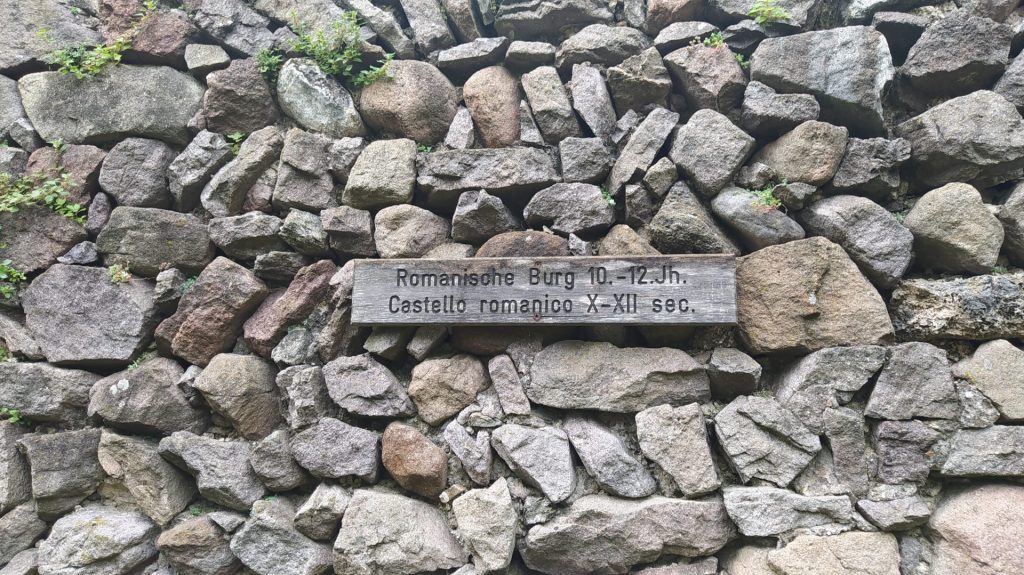 Romanische Burg 10.-12.Jh.
Castello romanico X-XII sec.